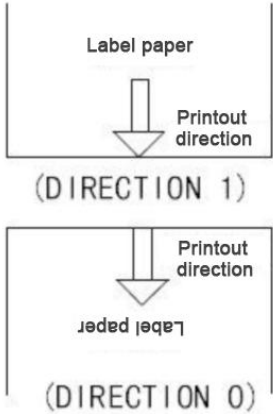 Label paper
Printout
direction
(DIRECTION 1)
Printout
direction
Label paper
(DIRECTION 0)